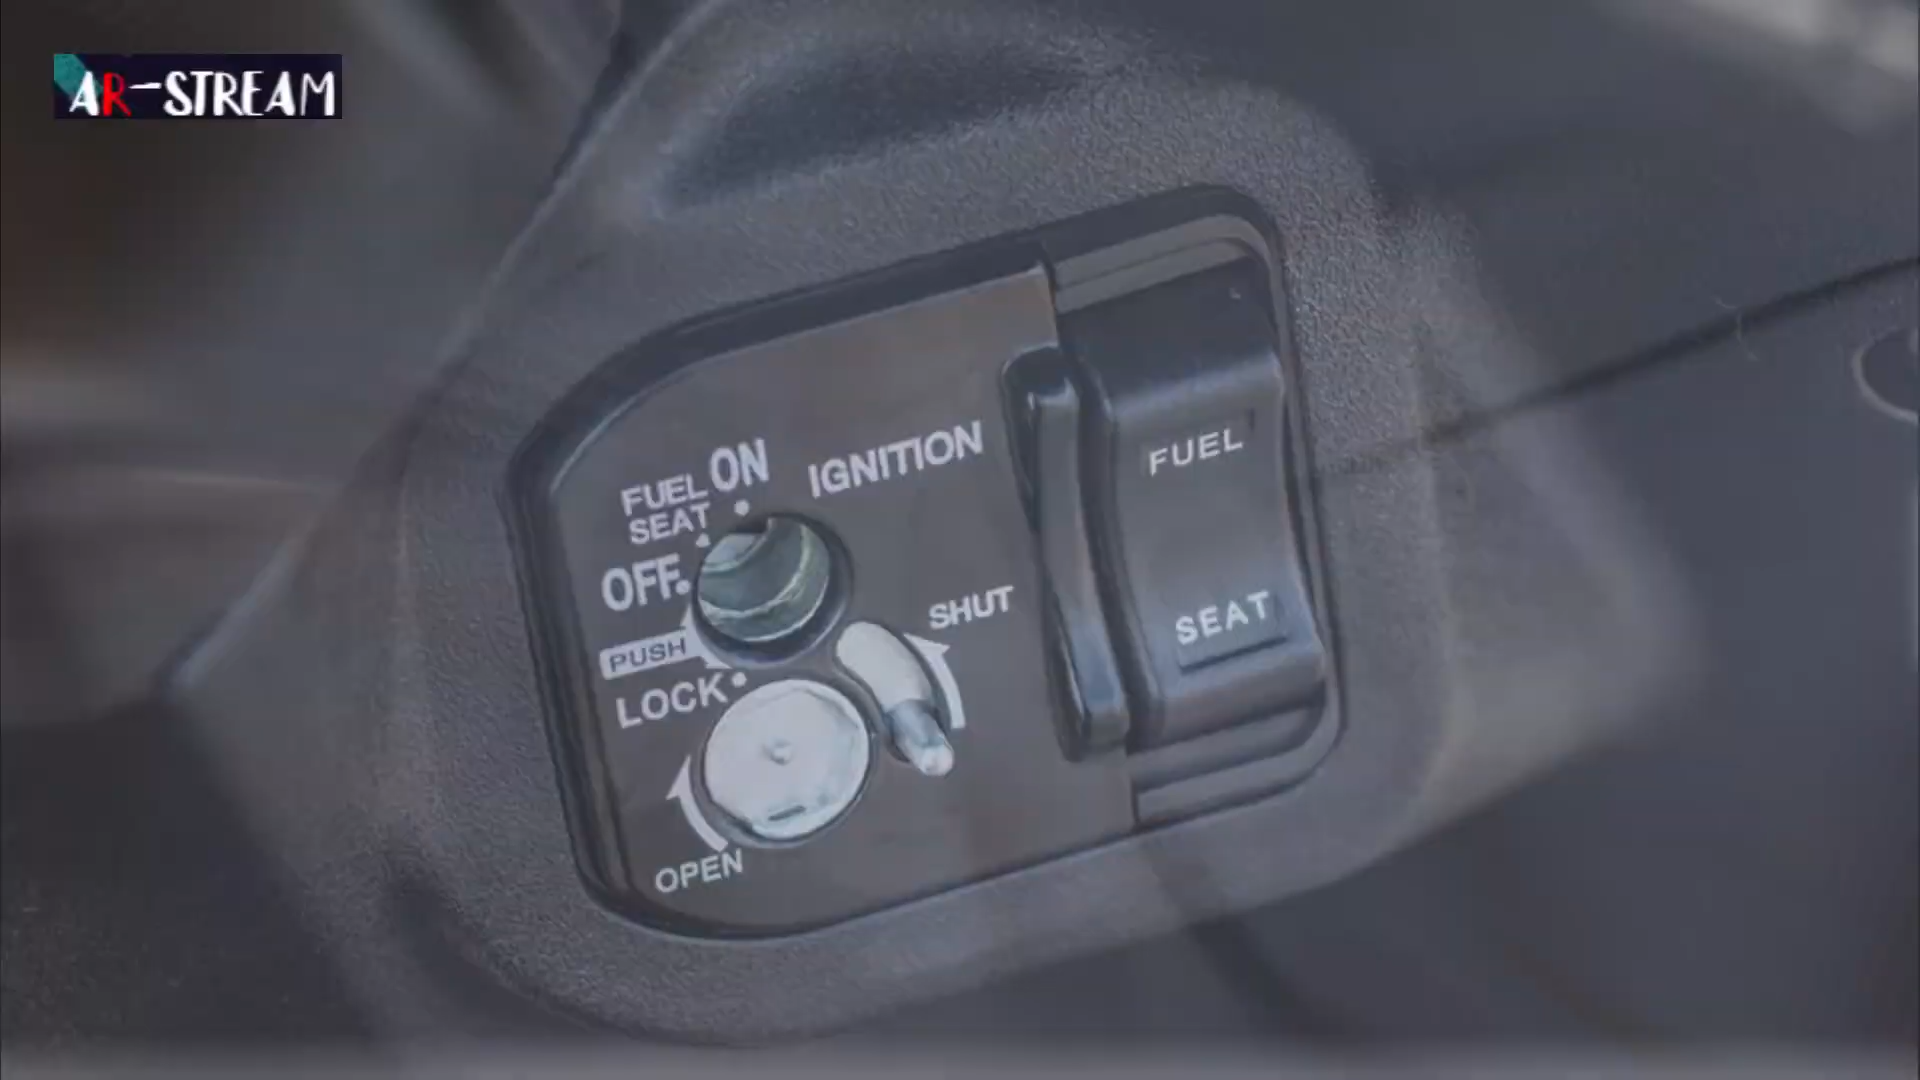 AR-STREAM
ON
IGNITION
FUEL
SEAT
OFF
PUSH
LOCK
SHUT
OPEN
FUEL
SEAT